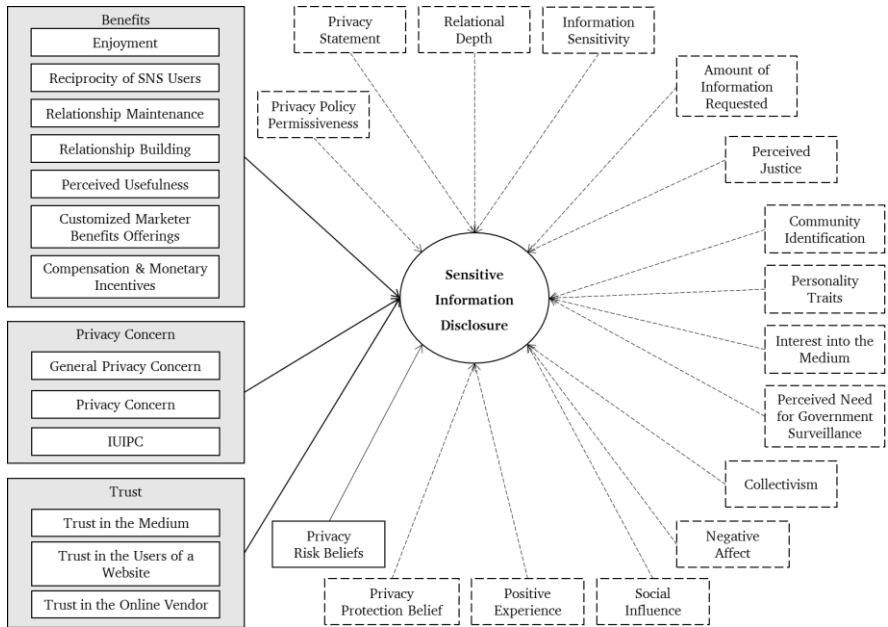 Benefits
Enjoyment
Reciprocity of SNS Users
Relationship Maintenance
Relationship Building
Perceived Usefulness
Customized Marketer
Benefits Offerings
Compensation & Monetary
Incentives
Privacy Concern
General Privacy Concern
Privacy Concern
IUIPC
Trust
Trust in the Medium
Trust in the Users of a
Website
Trust in the Online Vendor
Privacy
Statement
Relational
Depth
Information
Sensitivity
Privacy Policy
Permissiveness
Amount of
Information
Requested
Perceived
Justice
Community
Identification
Personality
Traits
Interest into the
Medium
Perceived Need
for Government
Surveillance
Collectivism
Negative
Affect
Social
Influence
Positive
Experience
Privacy
Protection Belief
Privacy
Risk Beliefs
Sensitive
Information
Disclosure